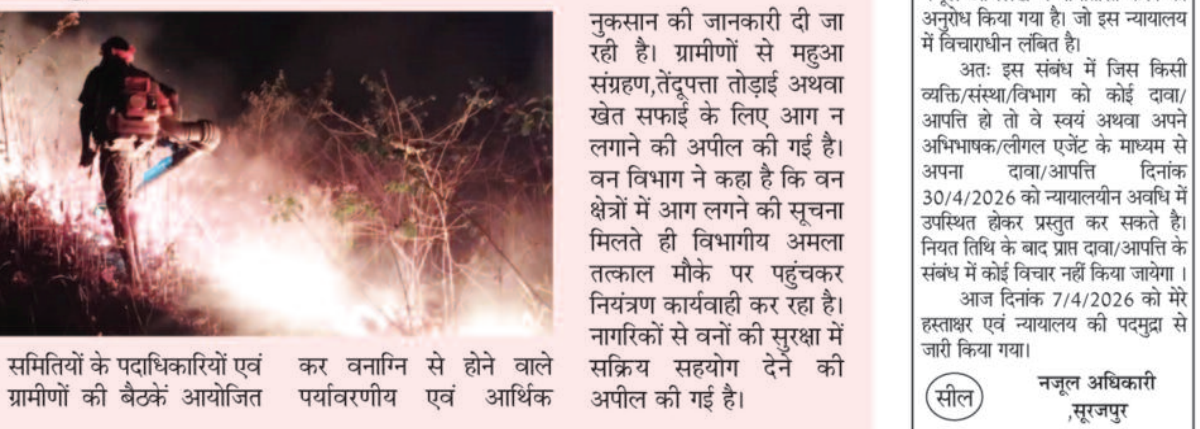 समितियों के पदाधिकारियों एवं
ग्रामीणों की बैठकें आयोजित
कर वनाग्नि से होने वाले
पर्यावरणीय एवं आर्थिक
नुकसान की जानकारी दी जा
रही है। ग्रामीणों से महुआ
संग्रहण,तेंदूपत्ता तोड़ाई अथवा
खेत सफाई के लिए आग न
लगाने की अपील की गई है।
वन विभाग ने कहा है कि वन
क्षेत्रों में आग लगने की सूचना
मिलते ही विभागीय अमला
तत्काल मौके पर पहुंचकर
नियंत्रण कार्यवाही कर रहा है।
नागरिकों से वनों की सुरक्षा में
सक्रिय सहयोग देने की
अपील की गई है।
अनुरोध किया गया है। जो इस न्यायालय
में विचाराधीन लंबित है।
अतः इस संबंध में जिस किसी
व्यक्ति/संस्था/विभाग को कोई दावा/
आपत्ति हो तो वे स्वयं अथवा अपने
अभिभाषक/लीगल एजेंट के माध्यम से
अपना दावा/आपत्ति दिनांक
30/4/2026 को न्यायालयीन अवधि में
उपस्थित होकर प्रस्तुत कर सकते है।
नियत तिथि के बाद प्राप्त दावा/आपत्ति के
संबंध में कोई विचार नहीं किया जायेगा ।
आज दिनांक 7/4/2026 को मेरे
हस्ताक्षर एवं न्यायालय की पदमुद्रा से
जारी किया गया।
सील
नजूल अधिकारी
,सूरजपुर